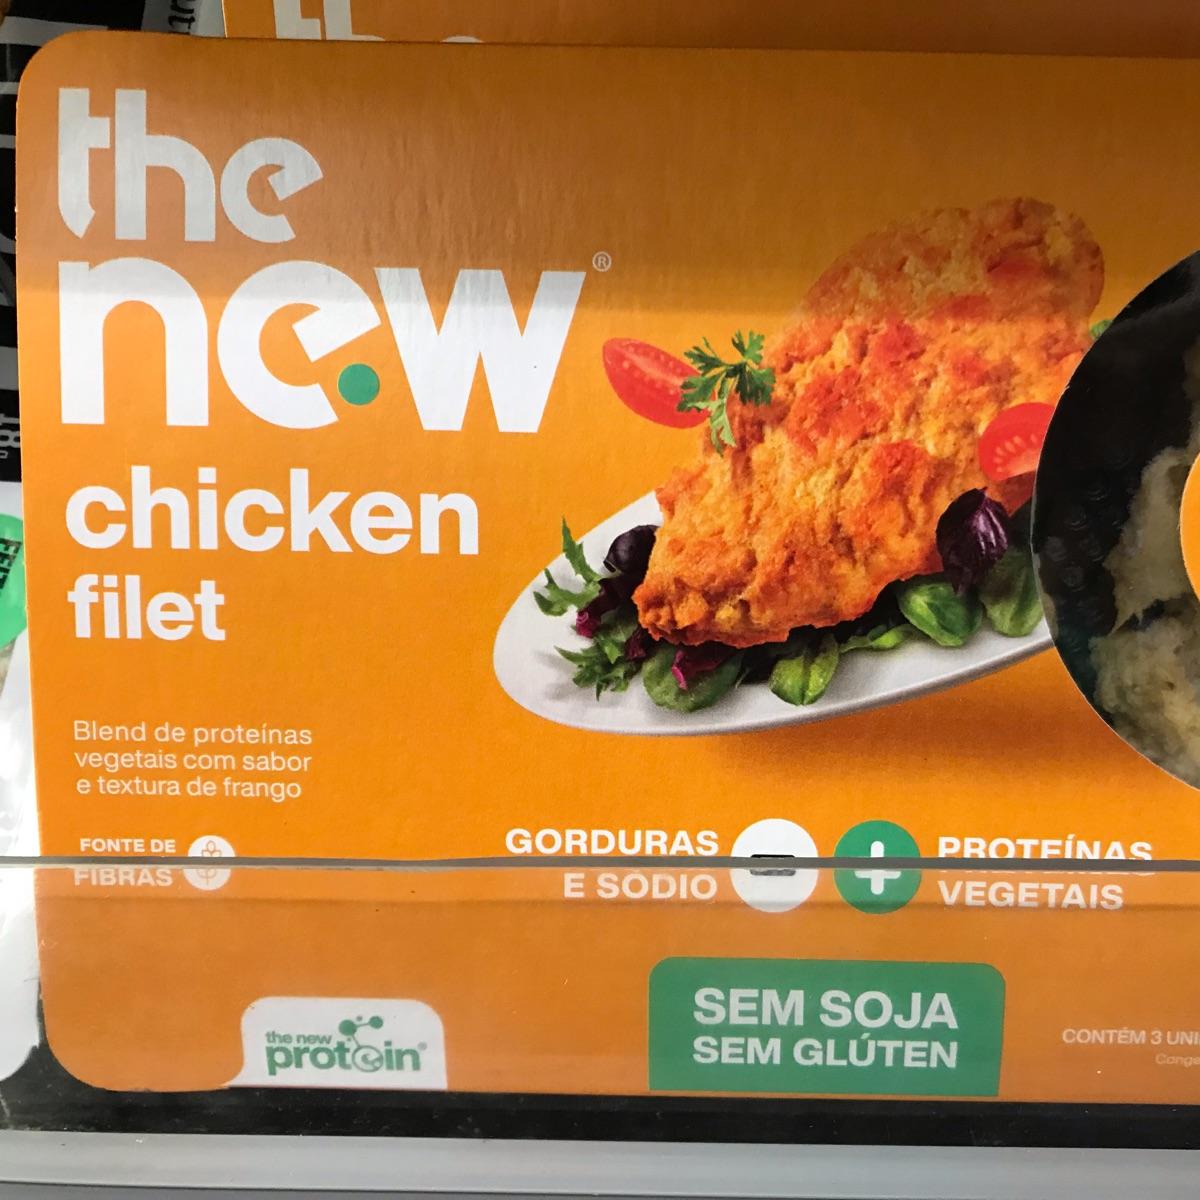 the
the
new®
chicken
filet
Blend de proteínas
vegetais com sabor
e textura de frango
FONTE DE
FIBRAS
GORDURAS
E SÓDIO
PROTEÍNAS
VEGETAIS
the new
protein®
SEM SOJA
SEM GLÚTEN
CONTÉM 3